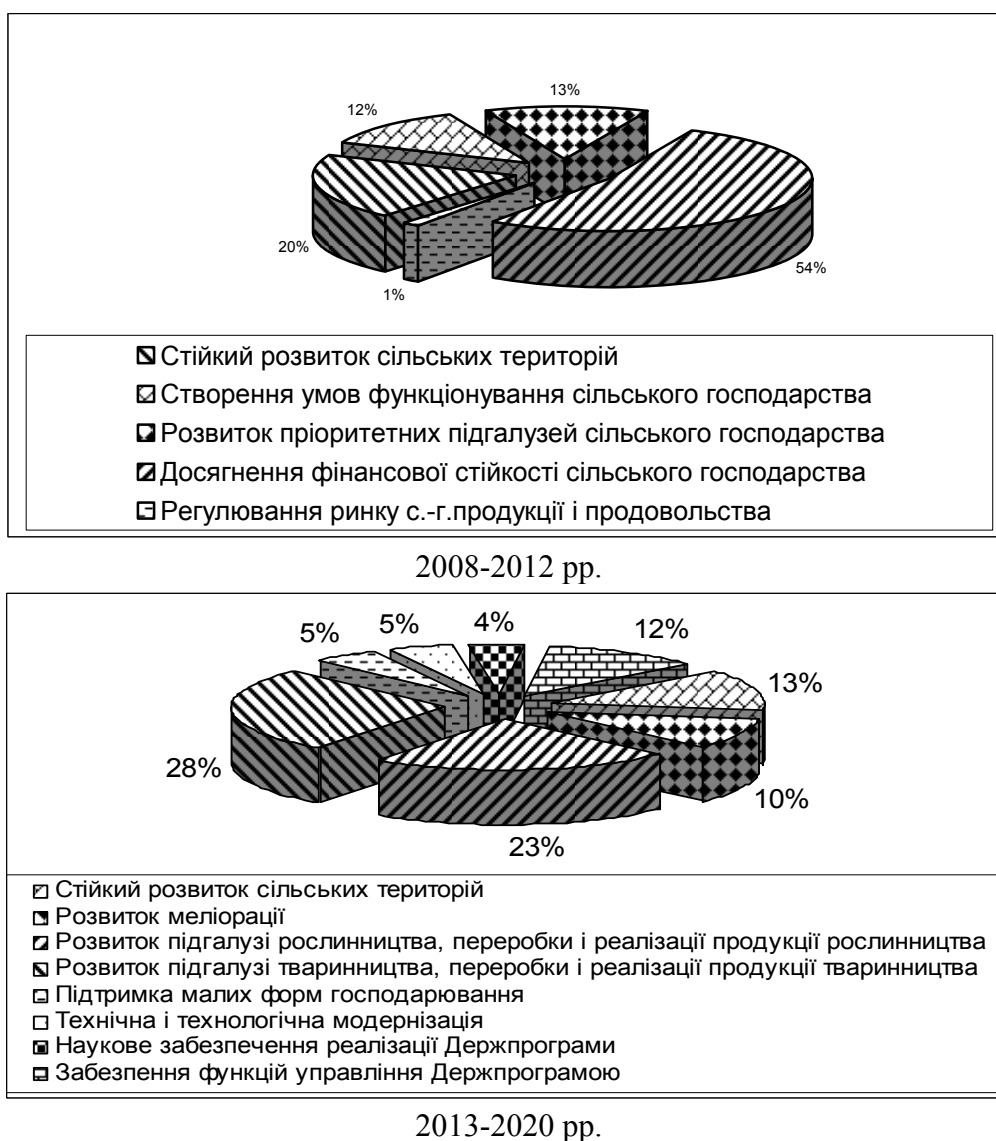 13%
12%
20%
54%
1%
Стійкий розвиток сільських територій
Створення умов функціонування сільського господарства
Розвиток пріоритетних підгалузей сільського господарства
Досягнення фінансової стійкості сільського господарства
Регулювання ринку с.-г.продукції і продовольства
2008-2012 рр.
5%
5%
4%
12%
13%
28%
10%
23%
Стійкий розвиток сільських територій
Розвиток меліорації
Розвиток підгалузі рослинництва, переробки і реалізації продукції рослинництва
Розвиток підгалузі тваринництва, переробки і реалізації продукції тваринництва
Підтримка малих форм господарювання
Технічна і технологічна модернізація
Наукове забезпечення реалізації Держпрограми
Забезпення функцій управління Держпрограмою
2013-2020 рр.